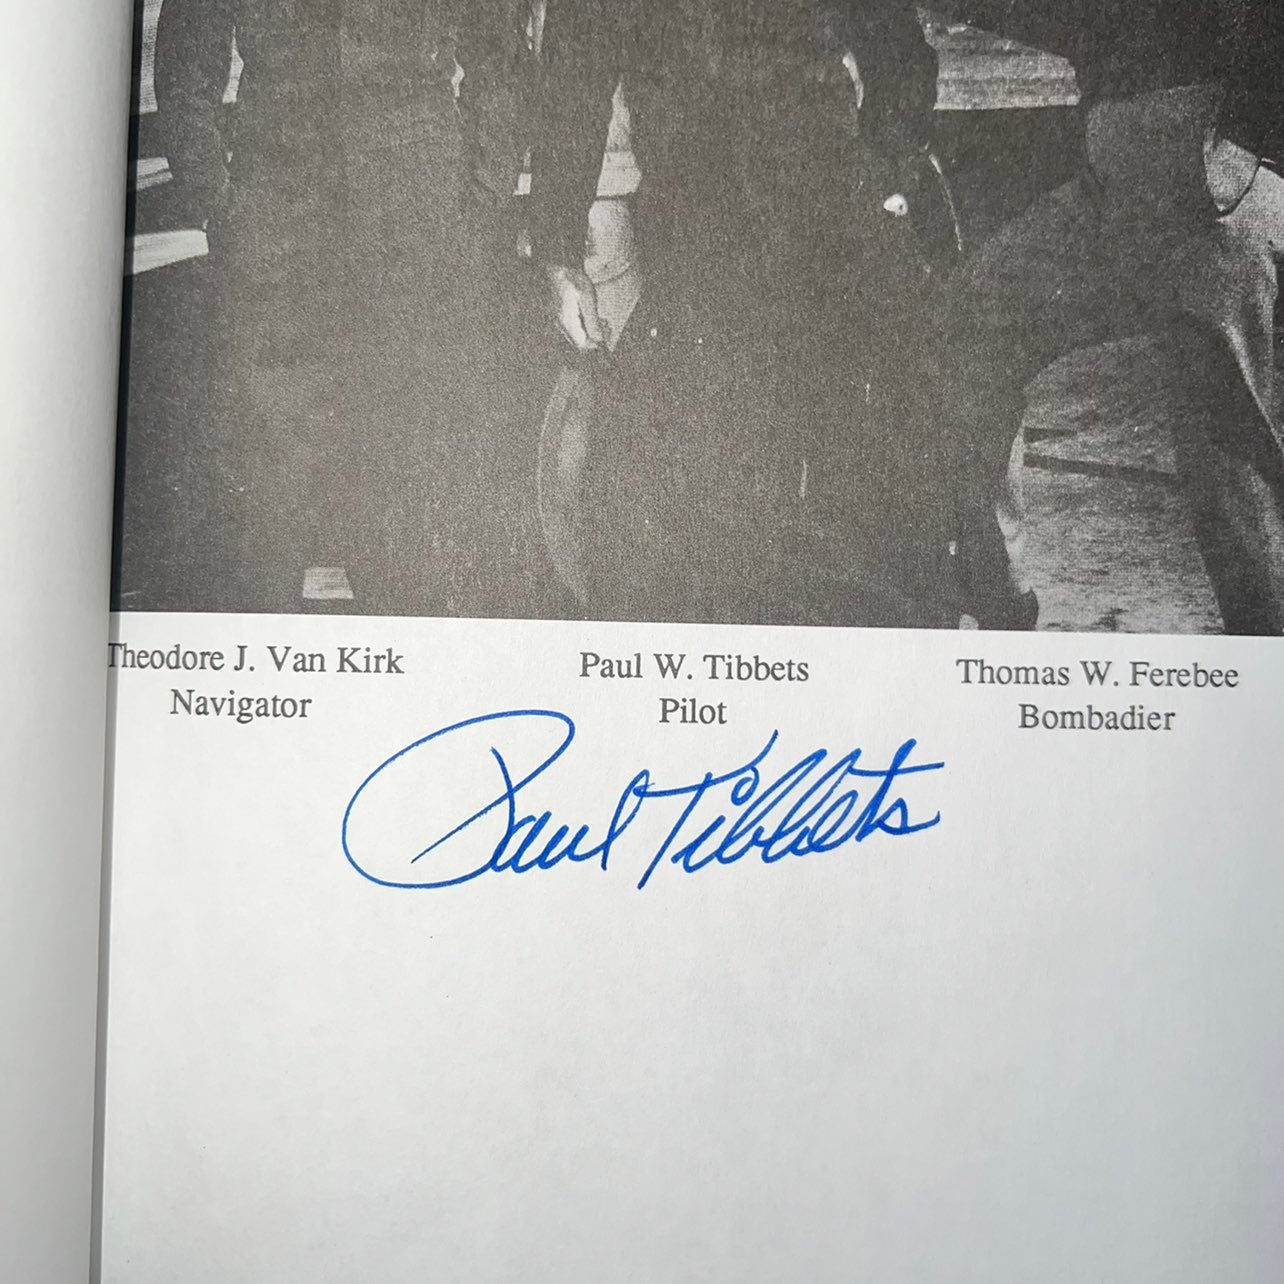 Theodore J. Van Kirk
Navigator
Paul W. Tibbets
Pilot
Thomas W. Ferebee
Bombadier
Paul Tibbets